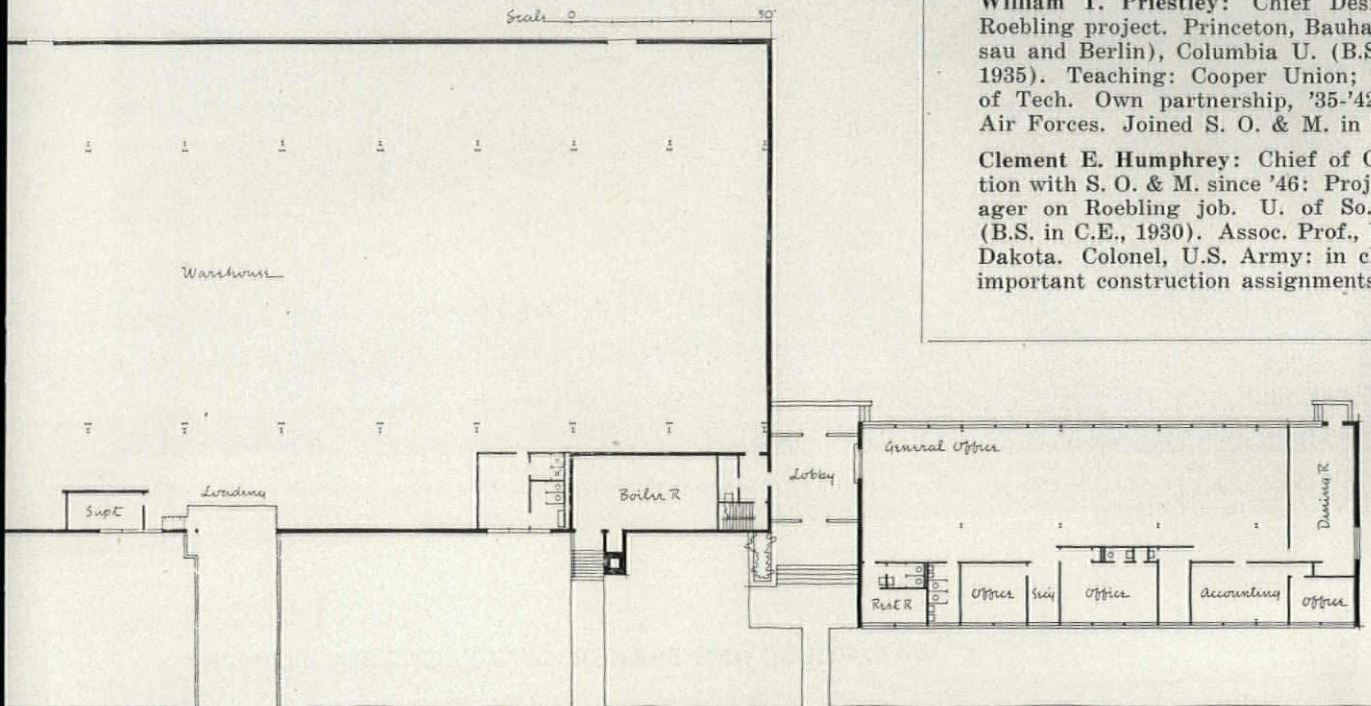 Scale 0 50'
William T. Priestley: Chief Des
Roebling project. Princeton, Bauha
sau and Berlin), Columbia U. (B.S
1935). Teaching: Cooper Union;
of Tech. Own partnership, '35-'42
Air Forces. Joined S. O. & M. in
Clement E. Humphrey: Chief of C
tion with S. O. & M. since '46: Proj
ager on Roebling job. U. of So.
(B.S. in C.E., 1930). Assoc. Prof.,
Dakota. Colonel, U.S. Army: in c
important construction assignments
Warehouse
General Office
Lobby
Dining R
Loading
Boiler R
Supt
Rest R
Office
Secy
Office
Accounting
Office